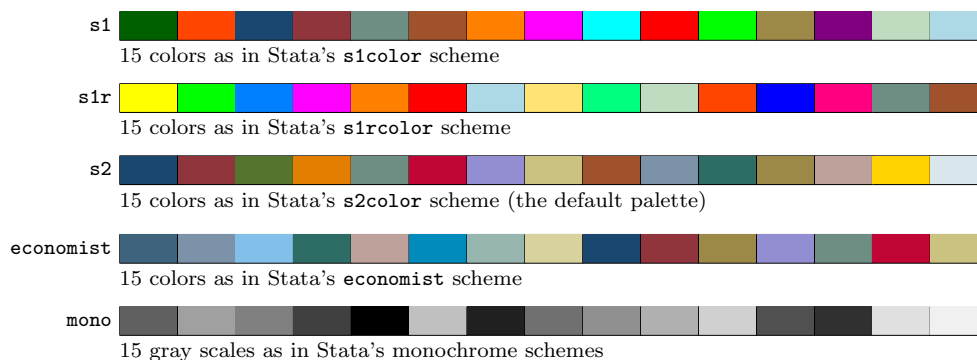 s1
15 colors as in Stata's s1color scheme
s1r
15 colors as in Stata's s1rcolor scheme
s2
15 colors as in Stata's s2color scheme (the default palette)
economist
15 colors as in Stata's economist scheme
mono
15 gray scales as in Stata's monochrome schemes